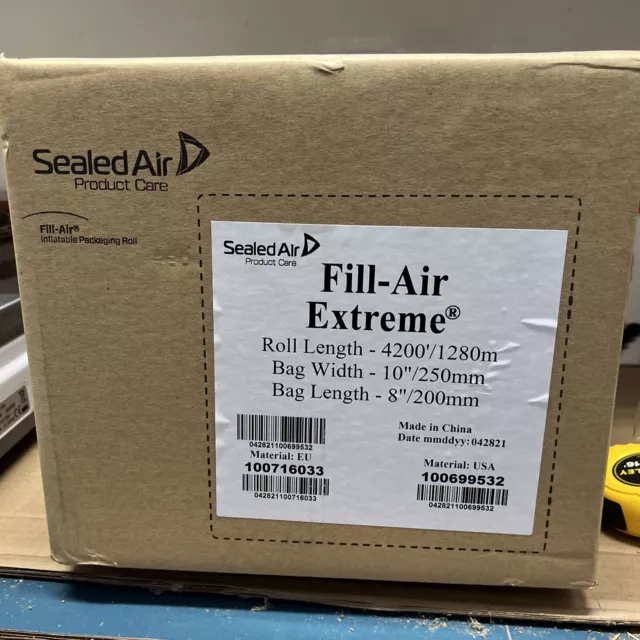 Sealed Air
Product Care
Fill-Air®
Inflatable Packaging Roll
Sealed Air
Product Care
Fill-Air
Extreme®
Roll Length - 4200'/1280m
Bag Width - 10"/250mm
Bag Length - 8"/200mm
042821100699532
Material: EU
100716033
042821100716033
Made in China
Date mmddyy: 042821
Material: USA
100699532
042821100699532